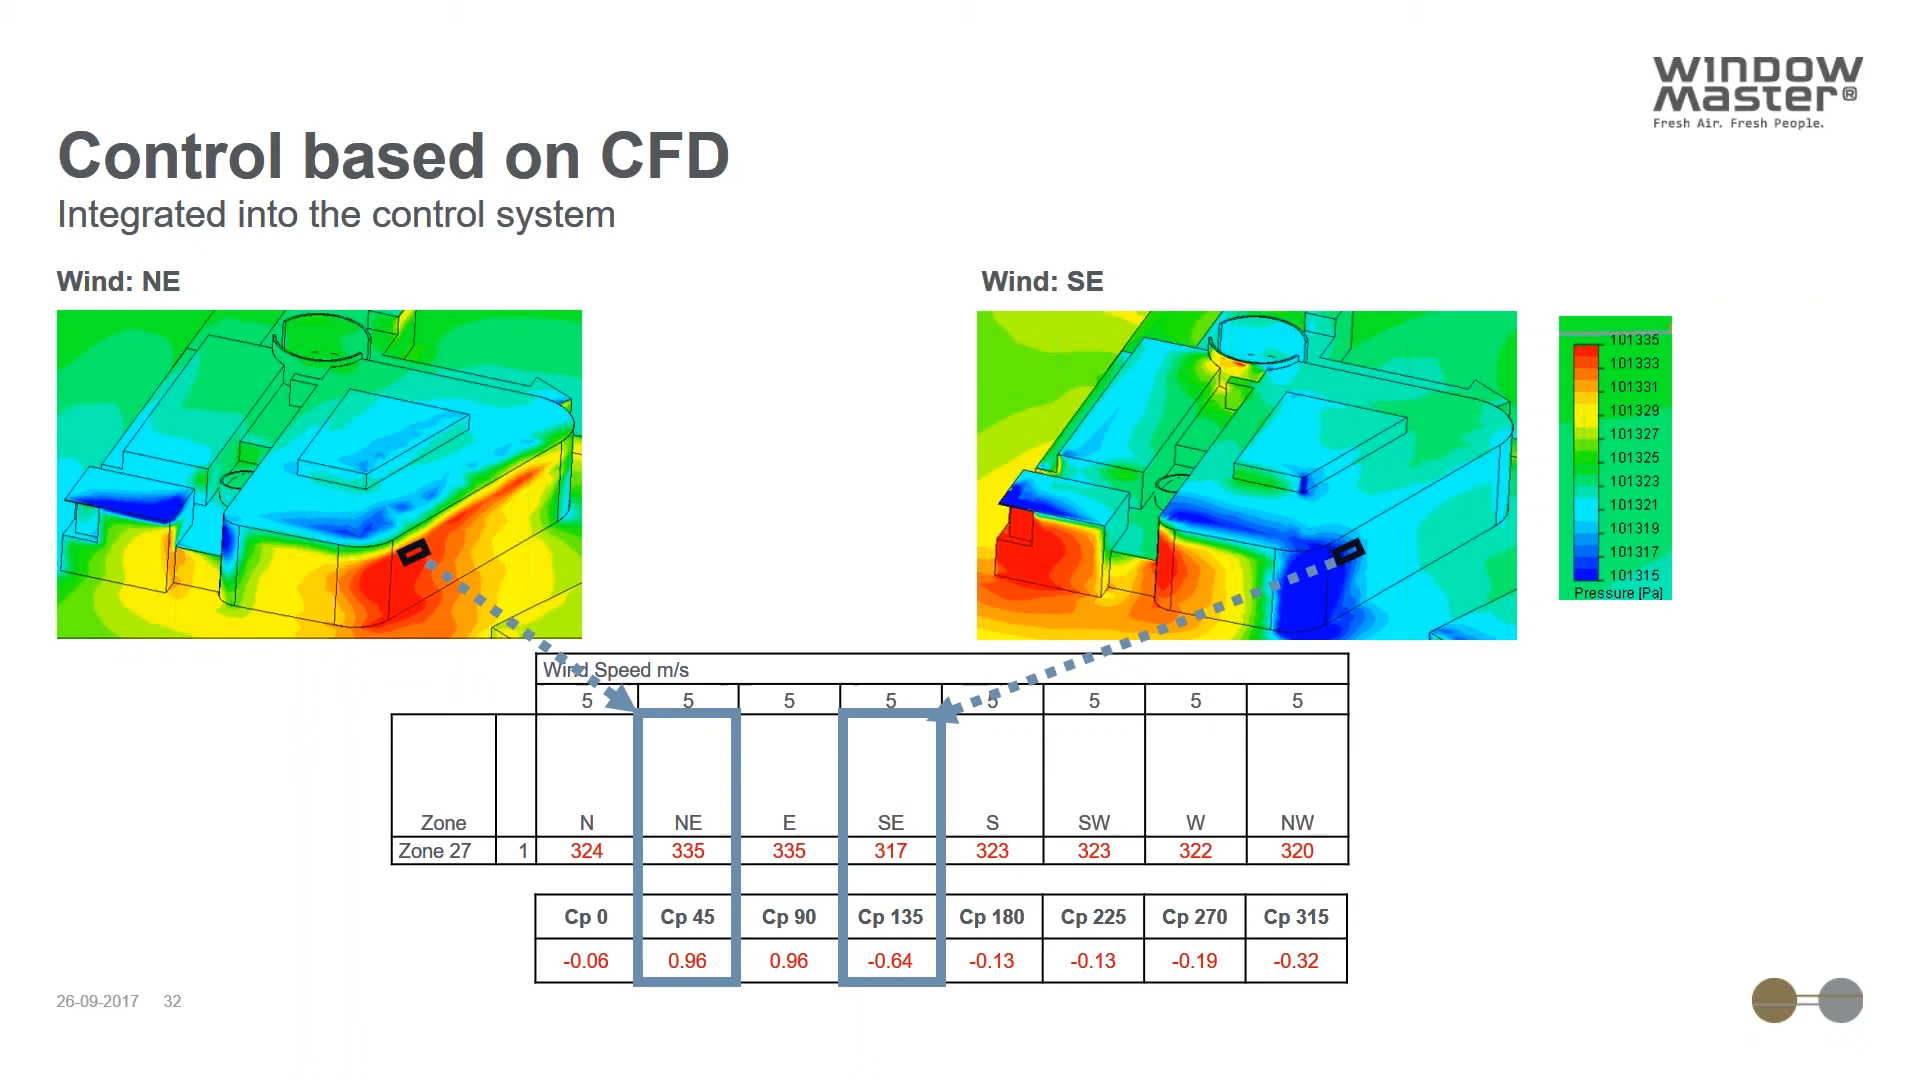 WINDOW
Master®
Fresh Air. Fresh People.
Control based on CFD
Integrated into the control system
Wind: NE
Wind: SE
101335
101333
101331
101329
101327
101325
101323
101321
101319
101317
101315
Pressure [Pa]
Wind Speed m/s
5 5 5 5 5 5 5 5
Zone N NE E SE S SW W NW
Zone 27 1 324 335 335 317 323 323 322 320
Cp 0 Cp 45 Cp 90 Cp 135 Cp 180 Cp 225 Cp 270 Cp 315
-0.06 0.96 0.96 -0.64 -0.13 -0.13 -0.19 -0.32
26-09-2017 32